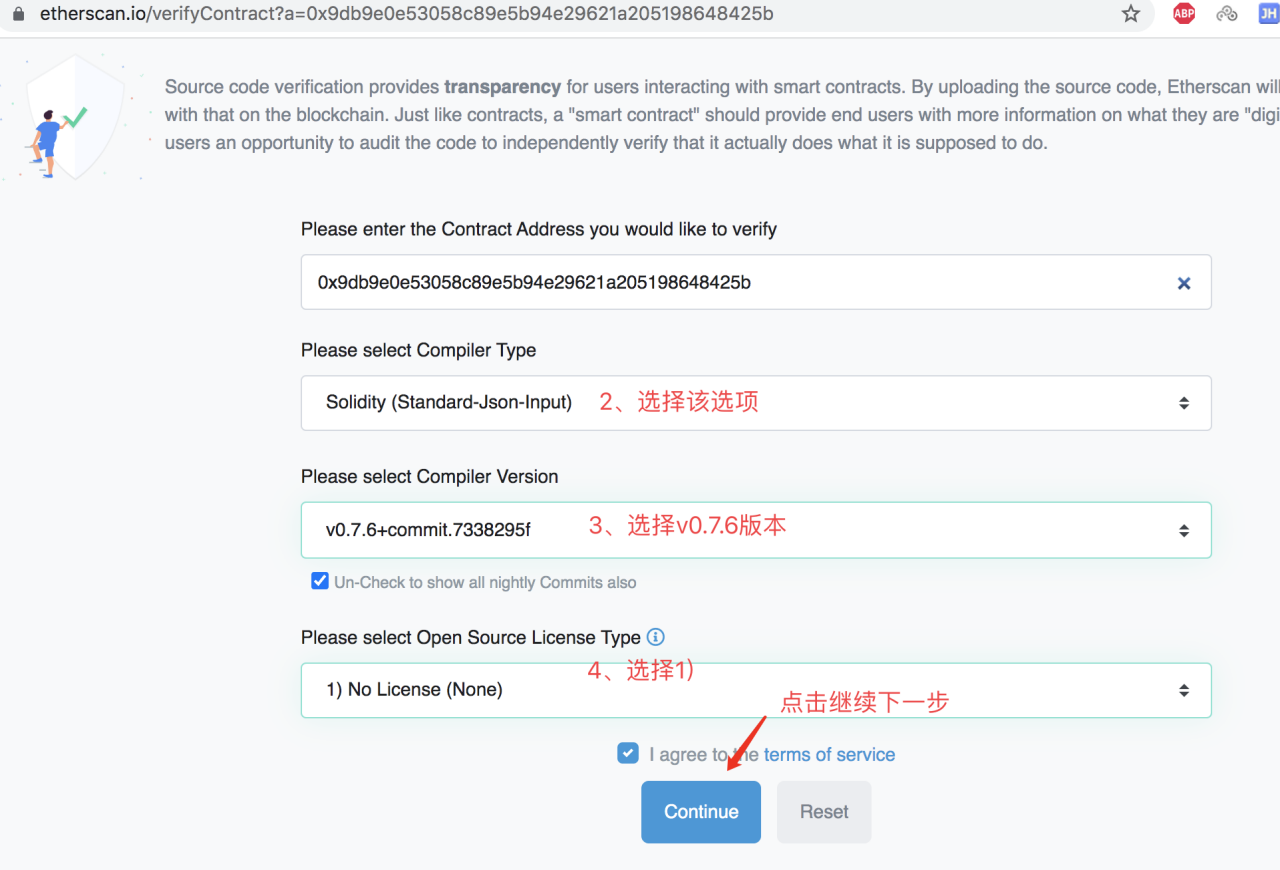 etherscan.io/verifyContract?a=0x9db9e0e53058c89e5b94e29621a205198648425b
ABP
JH
Source code verification provides transparency for users interacting with smart contracts. By uploading the source code, Etherscan will
with that on the blockchain. Just like contracts, a "smart contract" should provide end users with more information on what they are "digi
users an opportunity to audit the code to independently verify that it actually does what it is supposed to do.
Please enter the Contract Address you would like to verify
0x9db9e0e53058c89e5b94e29621a205198648425b
Please select Compiler Type
Solidity (Standard-Json-Input) 2、选择该选项
Please select Compiler Version
v0.7.6+commit.7338295f 3、选择v0.7.6版本
Un-Check to show all nightly Commits also
Please select Open Source License Type
4、选择1)
1) No License (None)
点击继续下一步
I agree to the terms of service
Continue Reset